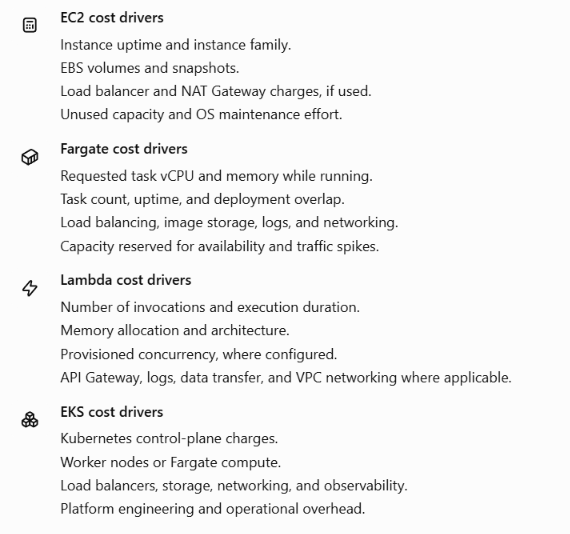 EC2 cost drivers
Instance uptime and instance family.
EBS volumes and snapshots.
Load balancer and NAT Gateway charges, if used.
Unused capacity and OS maintenance effort.
Fargate cost drivers
Requested task vCPU and memory while running.
Task count, uptime, and deployment overlap.
Load balancing, image storage, logs, and networking.
Capacity reserved for availability and traffic spikes.
Lambda cost drivers
Number of invocations and execution duration.
Memory allocation and architecture.
Provisioned concurrency, where configured.
API Gateway, logs, data transfer, and VPC networking where applicable.
EKS cost drivers
Kubernetes control-plane charges.
Worker nodes or Fargate compute.
Load balancers, storage, networking, and observability.
Platform engineering and operational overhead.